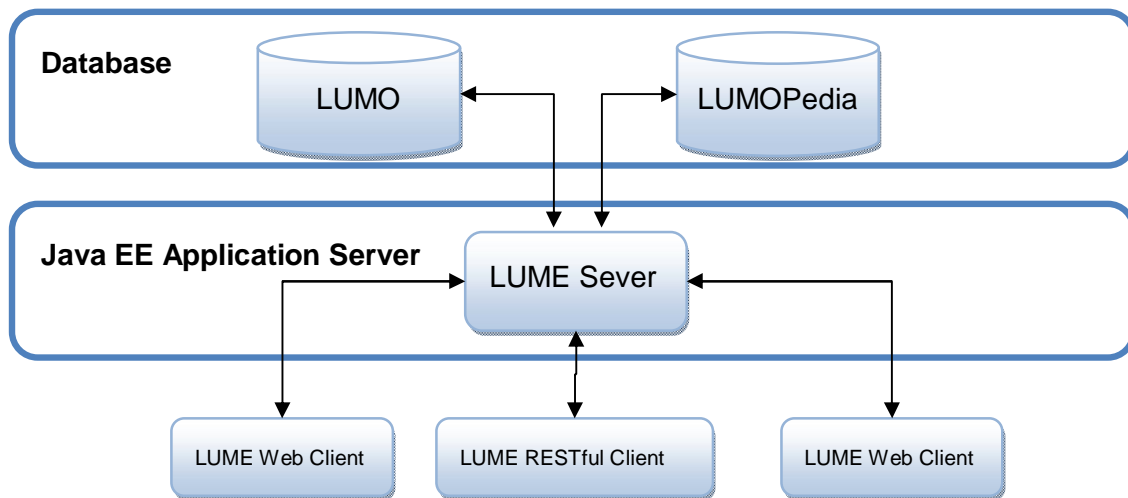 Database
LUMO
LUMOPedia
Java EE Application Server
LUME Sever
LUME Web Client
LUME RESTful Client
LUME Web Client